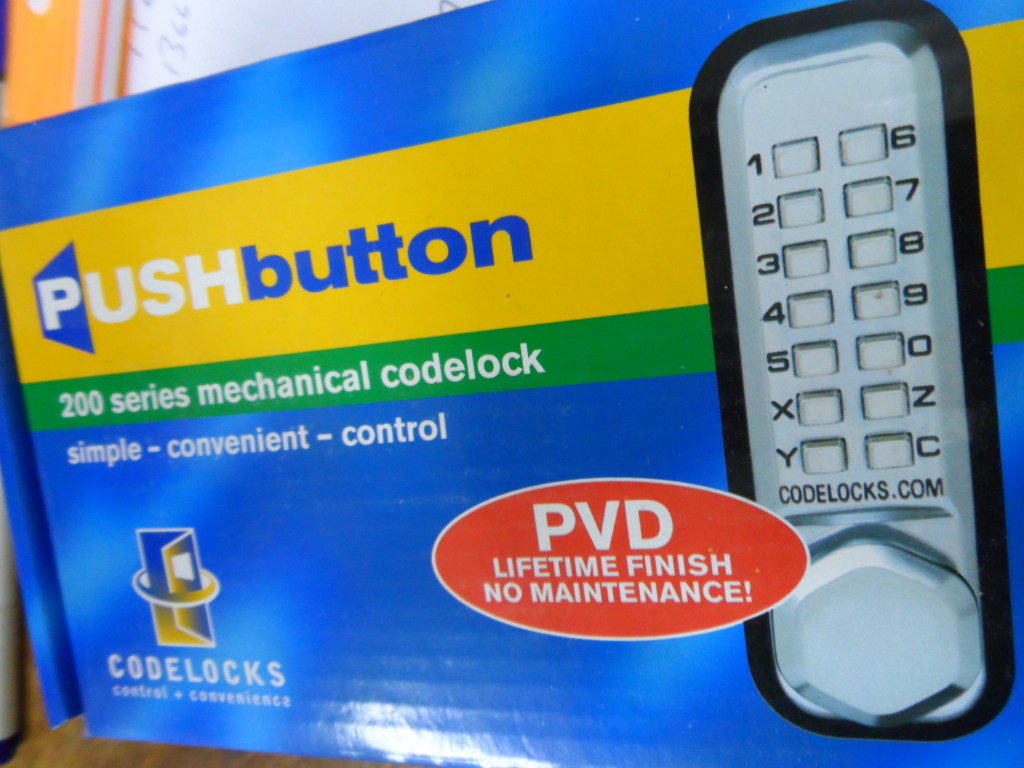 1366
PUSHbutton
200 series mechanical codelock
simple – convenient – control
PVD
LIFETIME FINISH
NO MAINTENANCE!
CODELOCKS
control + convenience
1 6
2 7
3 8
4 9
5 0
X Z
Y C
CODELOCKS.COM